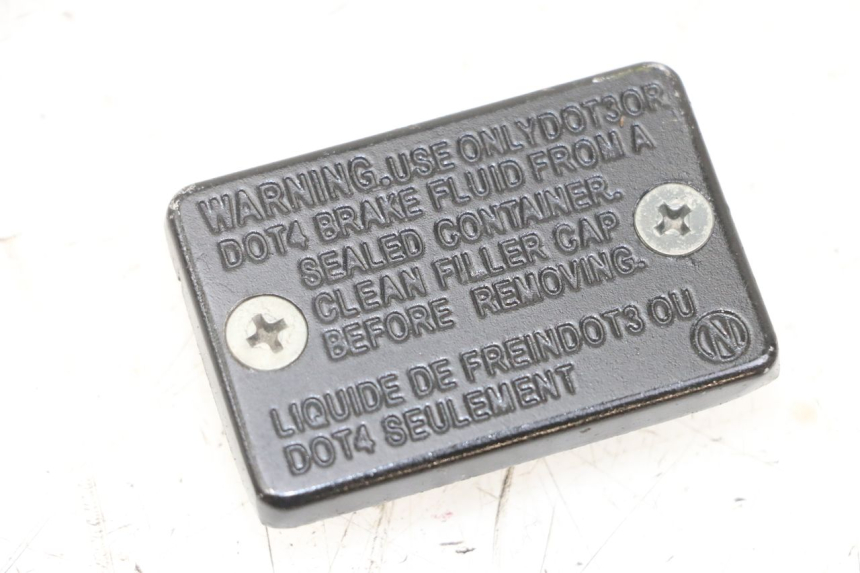 WARNING.USE ONLYDOT3OR
DOT4 BRAKE FLUID FROM A
SEALED CONTAINER.
CLEAN FILLER CAP
BEFORE REMOVING.
LIQUIDE DE FREINDOT3 OU
DOT4 SEULEMENT
N